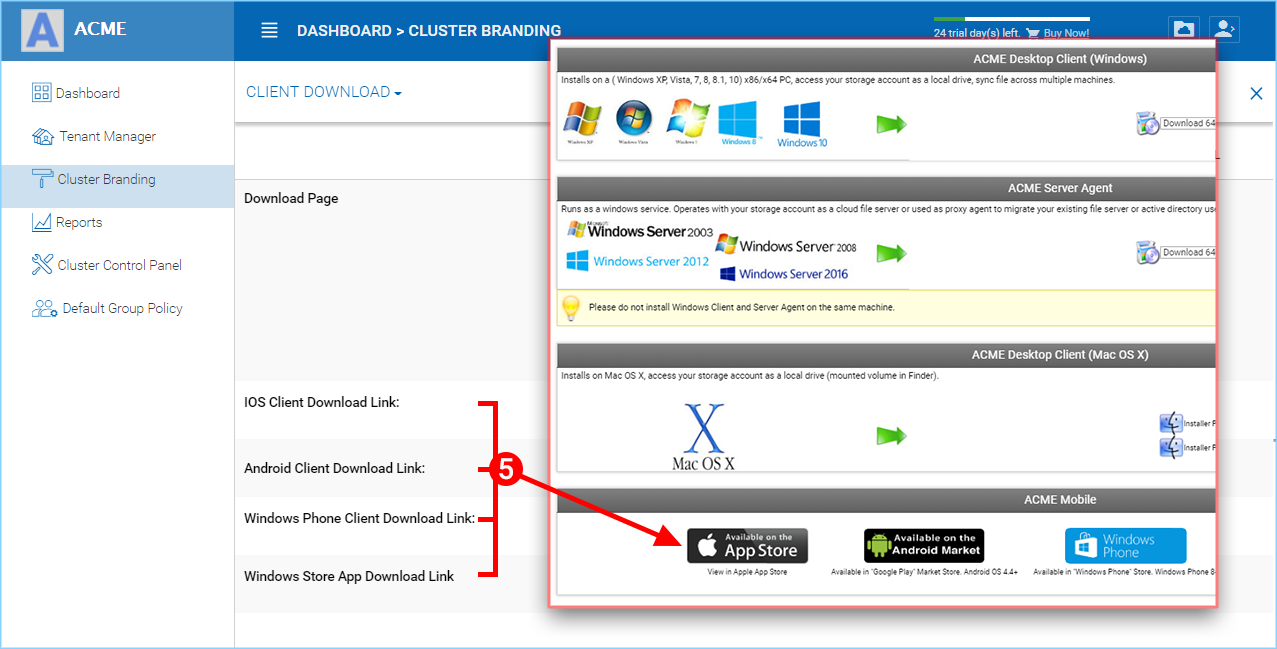 A ACME
DASHBOARD > CLUSTER BRANDING
24 trial day(s) left. Buy Now!
Dashboard
Tenant Manager
Cluster Branding
Reports
Cluster Control Panel
Default Group Policy
CLIENT DOWNLOAD
Download Page
IOS Client Download Link:
Android Client Download Link:
Windows Phone Client Download Link:
Windows Store App Download Link
5
ACME Desktop Client (Windows)
Installs on a ( Windows XP, Vista, 7, 8, 8.1, 10) x86/x64 PC, access your storage account as a local drive, sync file across multiple machines.
Windows XP
Windows Vista
Windows 7
Windows 8
Windows 10
Download 64
ACME Server Agent
Runs as a windows service. Operates with your storage account as a cloud file server or used as proxy agent to migrate your existing file server or active directory us
Microsoft
Windows Server 2003
Windows Server 2008
Windows Server 2012
Windows Server 2016
Download 64
Please do not install Windows Client and Server Agent on the same machine.
ACME Desktop Client (Mac OS X)
Installs on Mac OS X, access your storage account as a local drive (mounted volume in Finder).
X
Mac OS X
Installer F
Installer F
ACME Mobile
Available on the
App Store
View in Apple App Store
Available on the
Android Market
Available in "Google Play" Market Store. Android OS 4.4+
Windows
Phone
Available in "Windows Phone" Store. Windows Phone 8